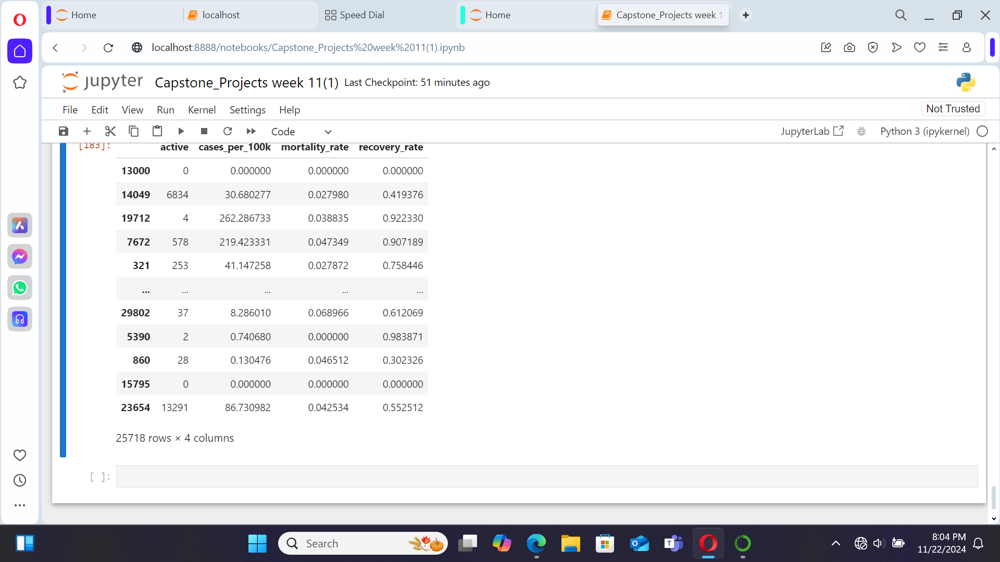 Home
localhost
Speed Dial
Home
Capstone_Projects week 1
localhost:8888/notebooks/Capstone_Projects%20week%2011(1).ipynb
jupyter Capstone_Projects week 11(1) Last Checkpoint: 51 minutes ago
File Edit View Run Kernel Settings Help
Not Trusted
Code
JupyterLab
Python 3 (ipykernel)
[183]:
active cases_per_100k mortality_rate recovery_rate
13000 0 0.000000 0.000000 0.000000
14049 6834 30.680277 0.027980 0.419376
19712 4 262.286733 0.038835 0.922330
7672 578 219.423331 0.047349 0.907189
321 253 41.147258 0.027872 0.758446
... ... ... ... ...
29802 37 8.286010 0.068966 0.612069
5390 2 0.740680 0.000000 0.983871
860 28 0.130476 0.046512 0.302326
15795 0 0.000000 0.000000 0.000000
23654 13291 86.730982 0.042534 0.552512
25718 rows × 4 columns
[ ]:
Search
8:04 PM
11/22/2024